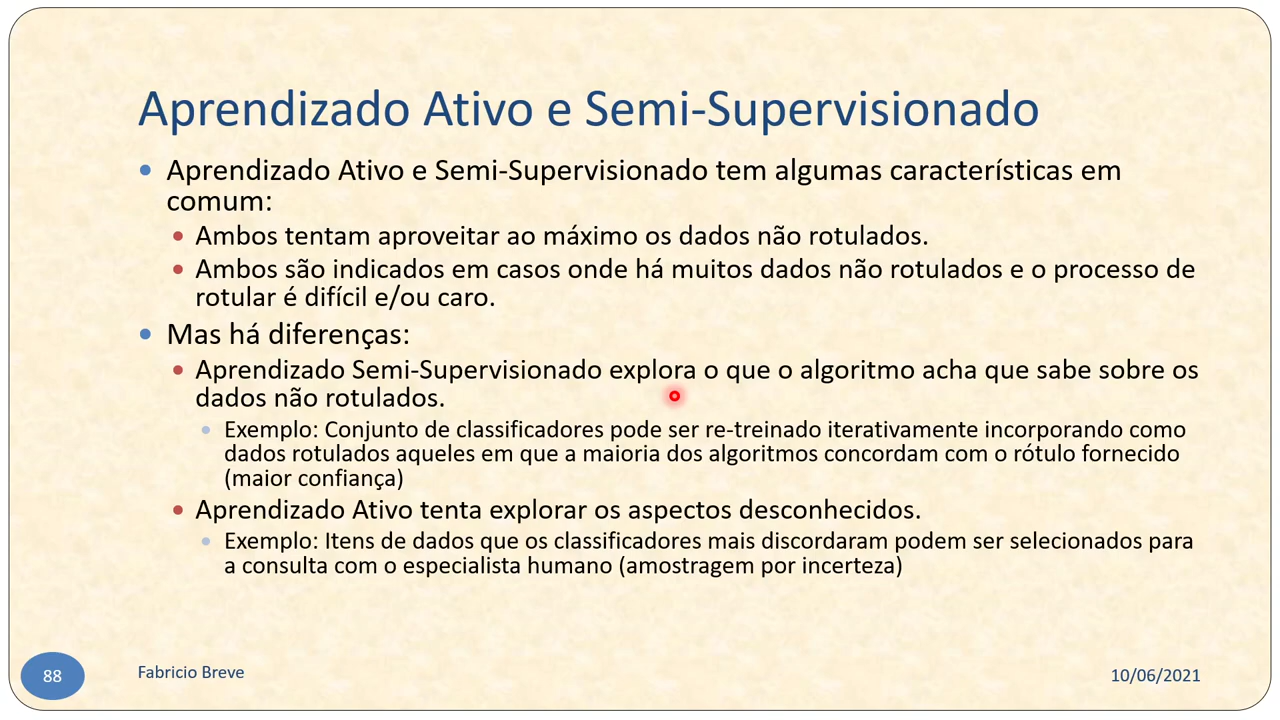 Aprendizado Ativo e Semi-Supervisionado
Aprendizado Ativo e Semi-Supervisionado tem algumas características em
comum:
Ambos tentam aproveitar ao máximo os dados não rotulados.
Ambos são indicados em casos onde há muitos dados não rotulados e o processo de
rotular é difícil e/ou caro.
Mas há diferenças:
Aprendizado Semi-Supervisionado explora o que o algoritmo acha que sabe sobre os
dados não rotulados.
Exemplo: Conjunto de classificadores pode ser re-treinado iterativamente incorporando como
dados rotulados aqueles em que a maioria dos algoritmos concordam com o rótulo fornecido
(maior confiança)
Aprendizado Ativo tenta explorar os aspectos desconhecidos.
Exemplo: Itens de dados que os classificadores mais discordaram podem ser selecionados para
a consulta com o especialista humano (amostragem por incerteza)
88
Fabricio Breve
10/06/2021